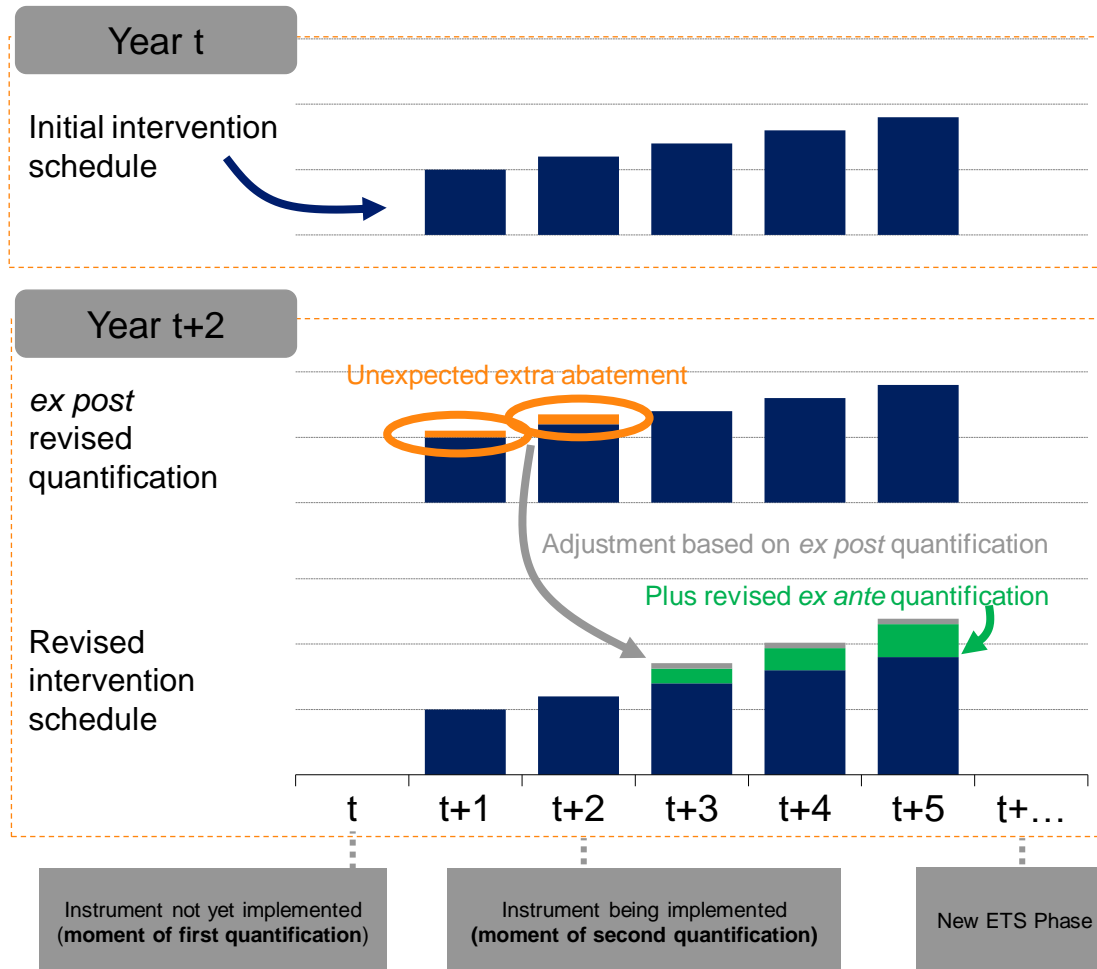 Year t
Initial intervention
schedule
Year t+2
Unexpected extra abatement
ex post
revised
quantification
Adjustment based on ex post quantification
Plus revised ex ante quantification
Revised
intervention
schedule
t t+1 t+2 t+3 t+4 t+5 t+...
Instrument not yet implemented
(moment of first quantification)
Instrument being implemented
(moment of second quantification)
New ETS Phase